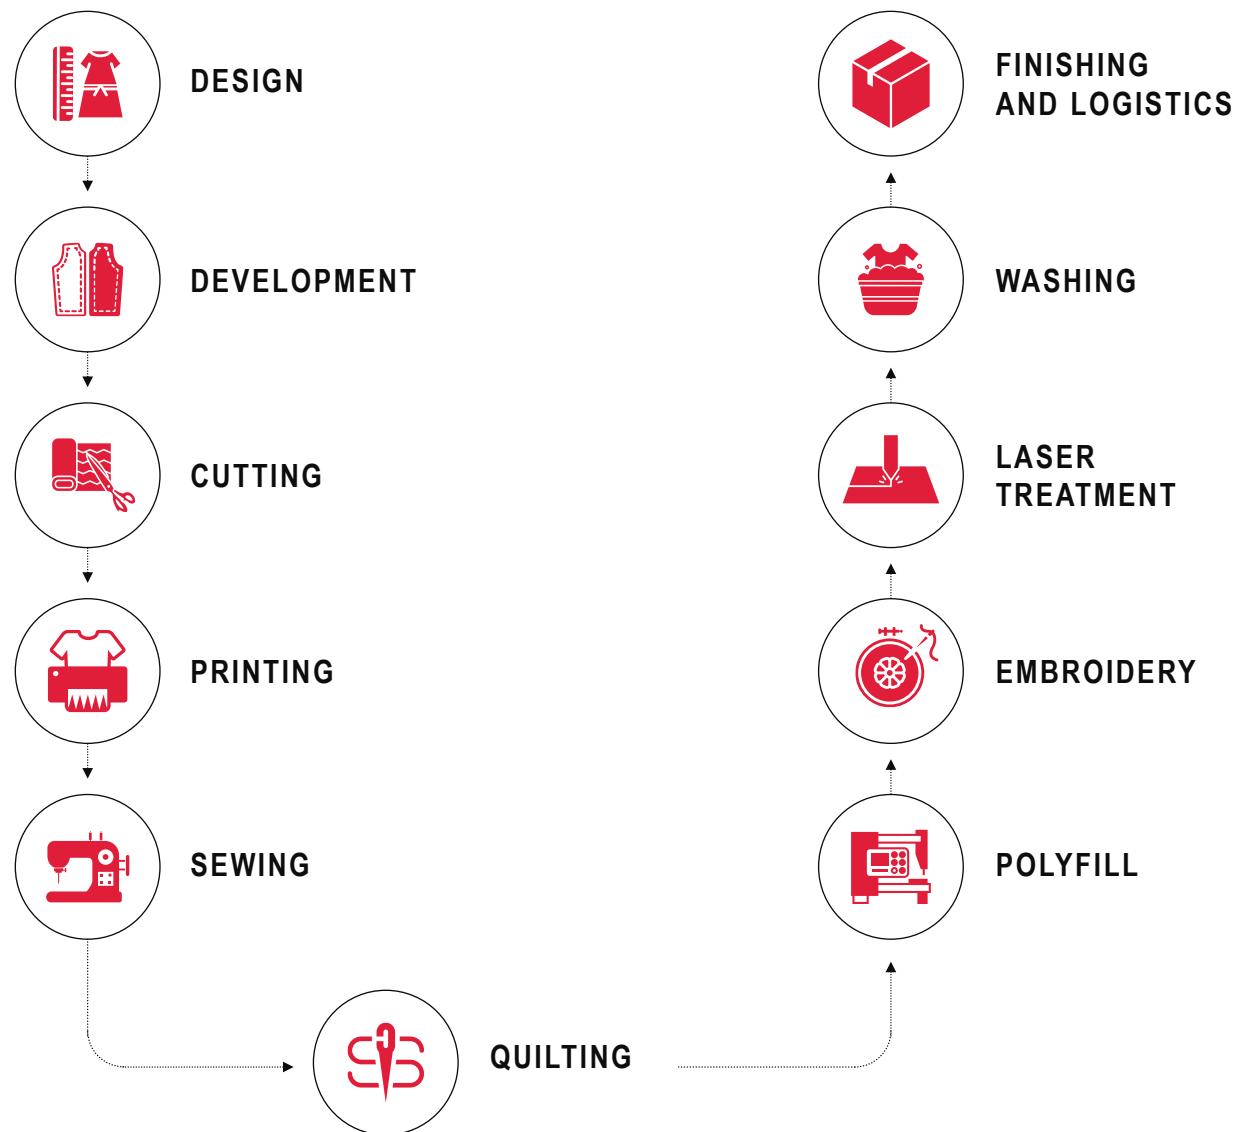 DESIGN
DEVELOPMENT
CUTTING
PRINTING
SEWING
QUILTING
POLYFILL
EMBROIDERY
LASER
TREATMENT
WASHING
FINISHING
AND LOGISTICS